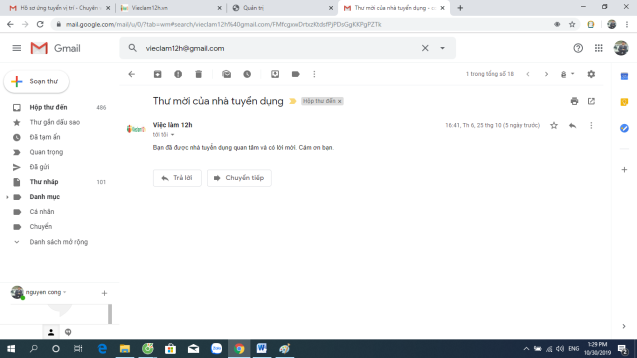 Hồ sơ ứng tuyển vị trí - Chuyên
Vieclam12h.vn
Quản trị
Thư mời của nhà tuyển dụng - c
mail.google.com/mail/u/0/?tab=wm#search/vieclam12h%40gmail.com/
Gmail
vieclam12h@gmail.com
Soạn thư
1 trong tổng số 18
Hộp thư đến 486
Thư gắn dấu sao
Đã tạm ẩn
Quan trọng
Đã gửi
Thư nháp 101
Danh mục
Cá nhân
Chuyến
Danh sách mở rộng
nguyen cong
Thư mời của nhà tuyển dụng Hộp thư đến x
Việc làm 12h 16:41, Th 6, 25 thg 10 (5 ngày trước)
tới tôi
Bạn đã được nhà tuyển dụng quan tâm và có lời mời. Cám ơn bạn.
Trả lời Chuyển tiếp
ENG
1:29 PM
10/30/2019